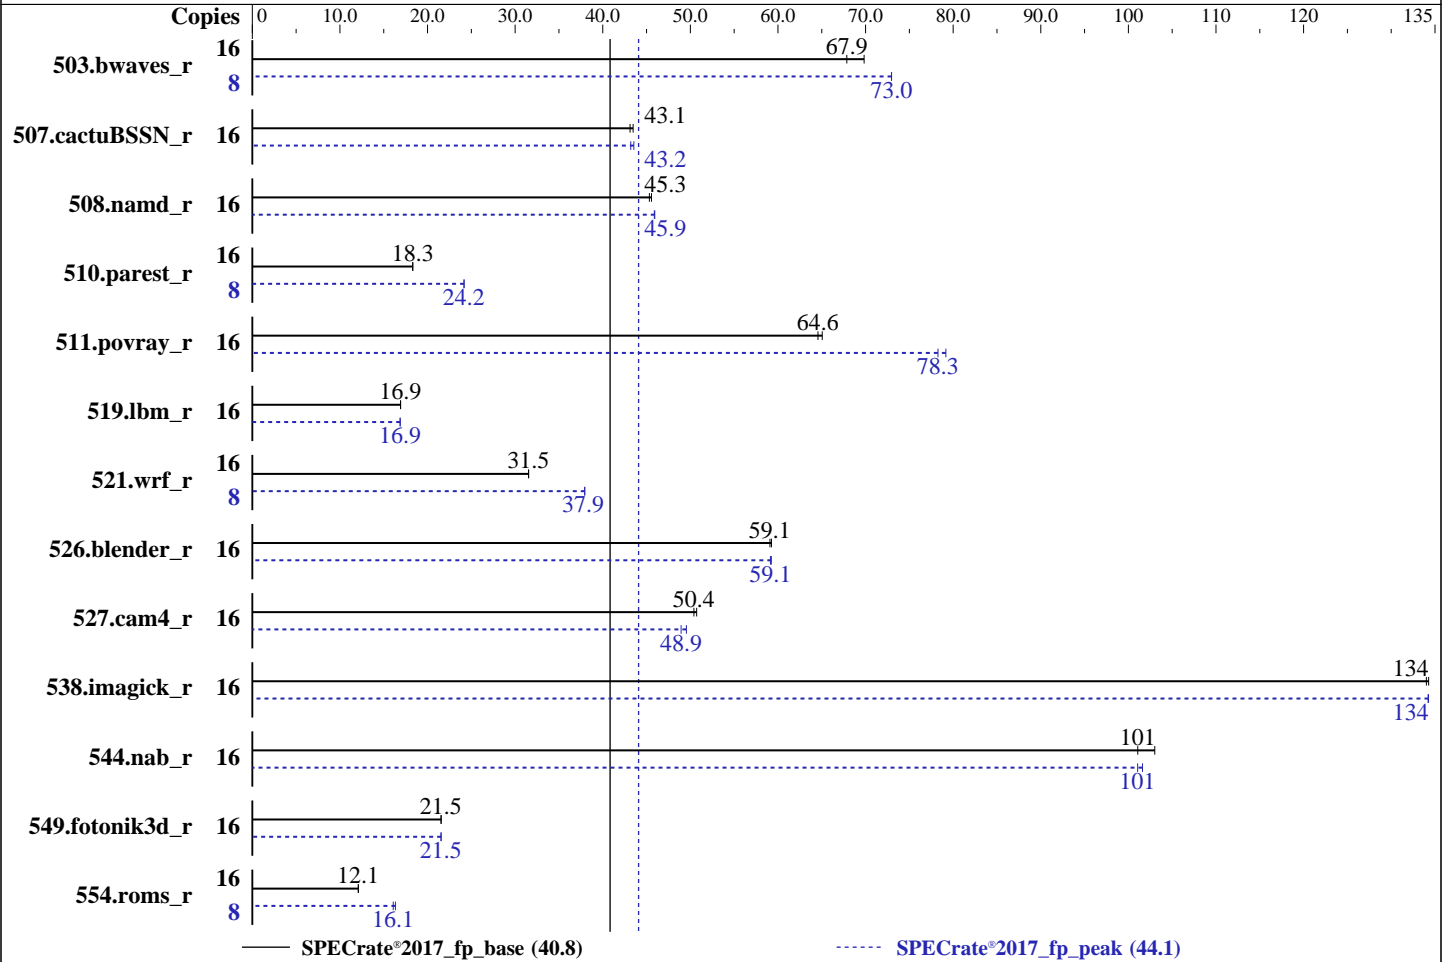 Copies 0 10.0 20.0 30.0 40.0 50.0 60.0 70.0 80.0 90.0 100 110 120 135
503.bwaves_r 16 67.9
8 73.0
507.cactuBSSN_r 16 43.1
43.2
508.namd_r 16 45.3
45.9
510.parest_r 16 18.3
8 24.2
511.povray_r 16 64.6
78.3
519.lbm_r 16 16.9
16.9
521.wrf_r 16 31.5
8 37.9
526.blender_r 16 59.1
59.1
527.cam4_r 16 50.4
48.9
538.imagick_r 16 134
134
544.nab_r 16 101
101
549.fotonik3d_r 16 21.5
21.5
554.roms_r 16 12.1
8 16.1
SPECrate®2017_fp_base (40.8) SPECrate®2017_fp_peak (44.1)